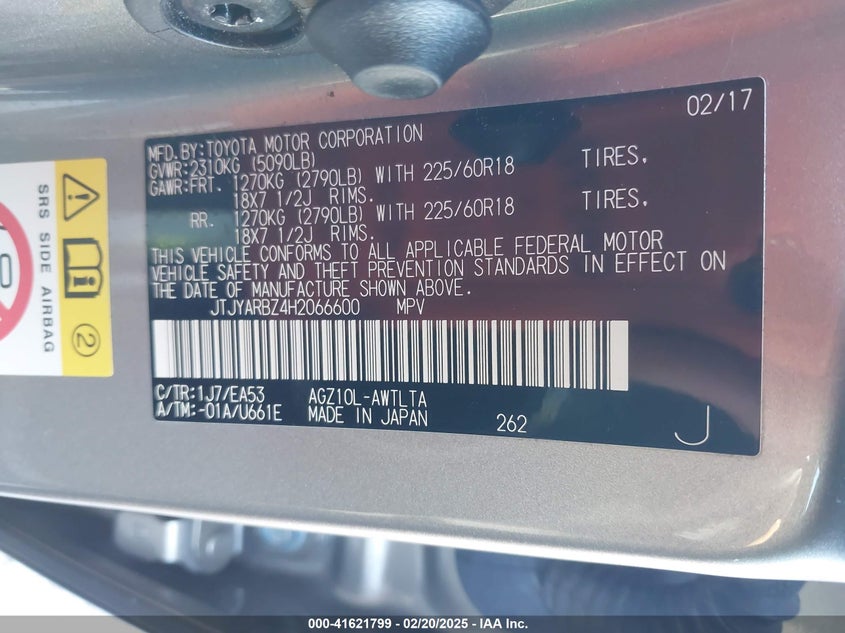 02/17
MFD.BY:TOYOTA MOTOR CORPORATION
GVWR:2310KG (5090LB)
GAWR:FRT. 1270KG (2790LB) WITH 225/60R18 TIRES,
18X7 1/2J RIMS.
RR. 1270KG (2790LB) WITH 225/60R18 TIRES,
18X7 1/2J RIMS.
THIS VEHICLE CONFORMS TO ALL APPLICABLE FEDERAL MOTOR
VEHICLE SAFETY AND THEFT PREVENTION STANDARDS IN EFFECT ON
THE DATE OF MANUFACTURE SHOWN ABOVE.
JTJYARBZ4H2066600 MPV
C/TR:1J7/EA53 AGZ10L-AWTLTA
A/TM:-01A/U661E MADE IN JAPAN 262 J
SRS SIDE AIRBAG
2
000-41621799 - 02/20/2025 - IAA Inc.